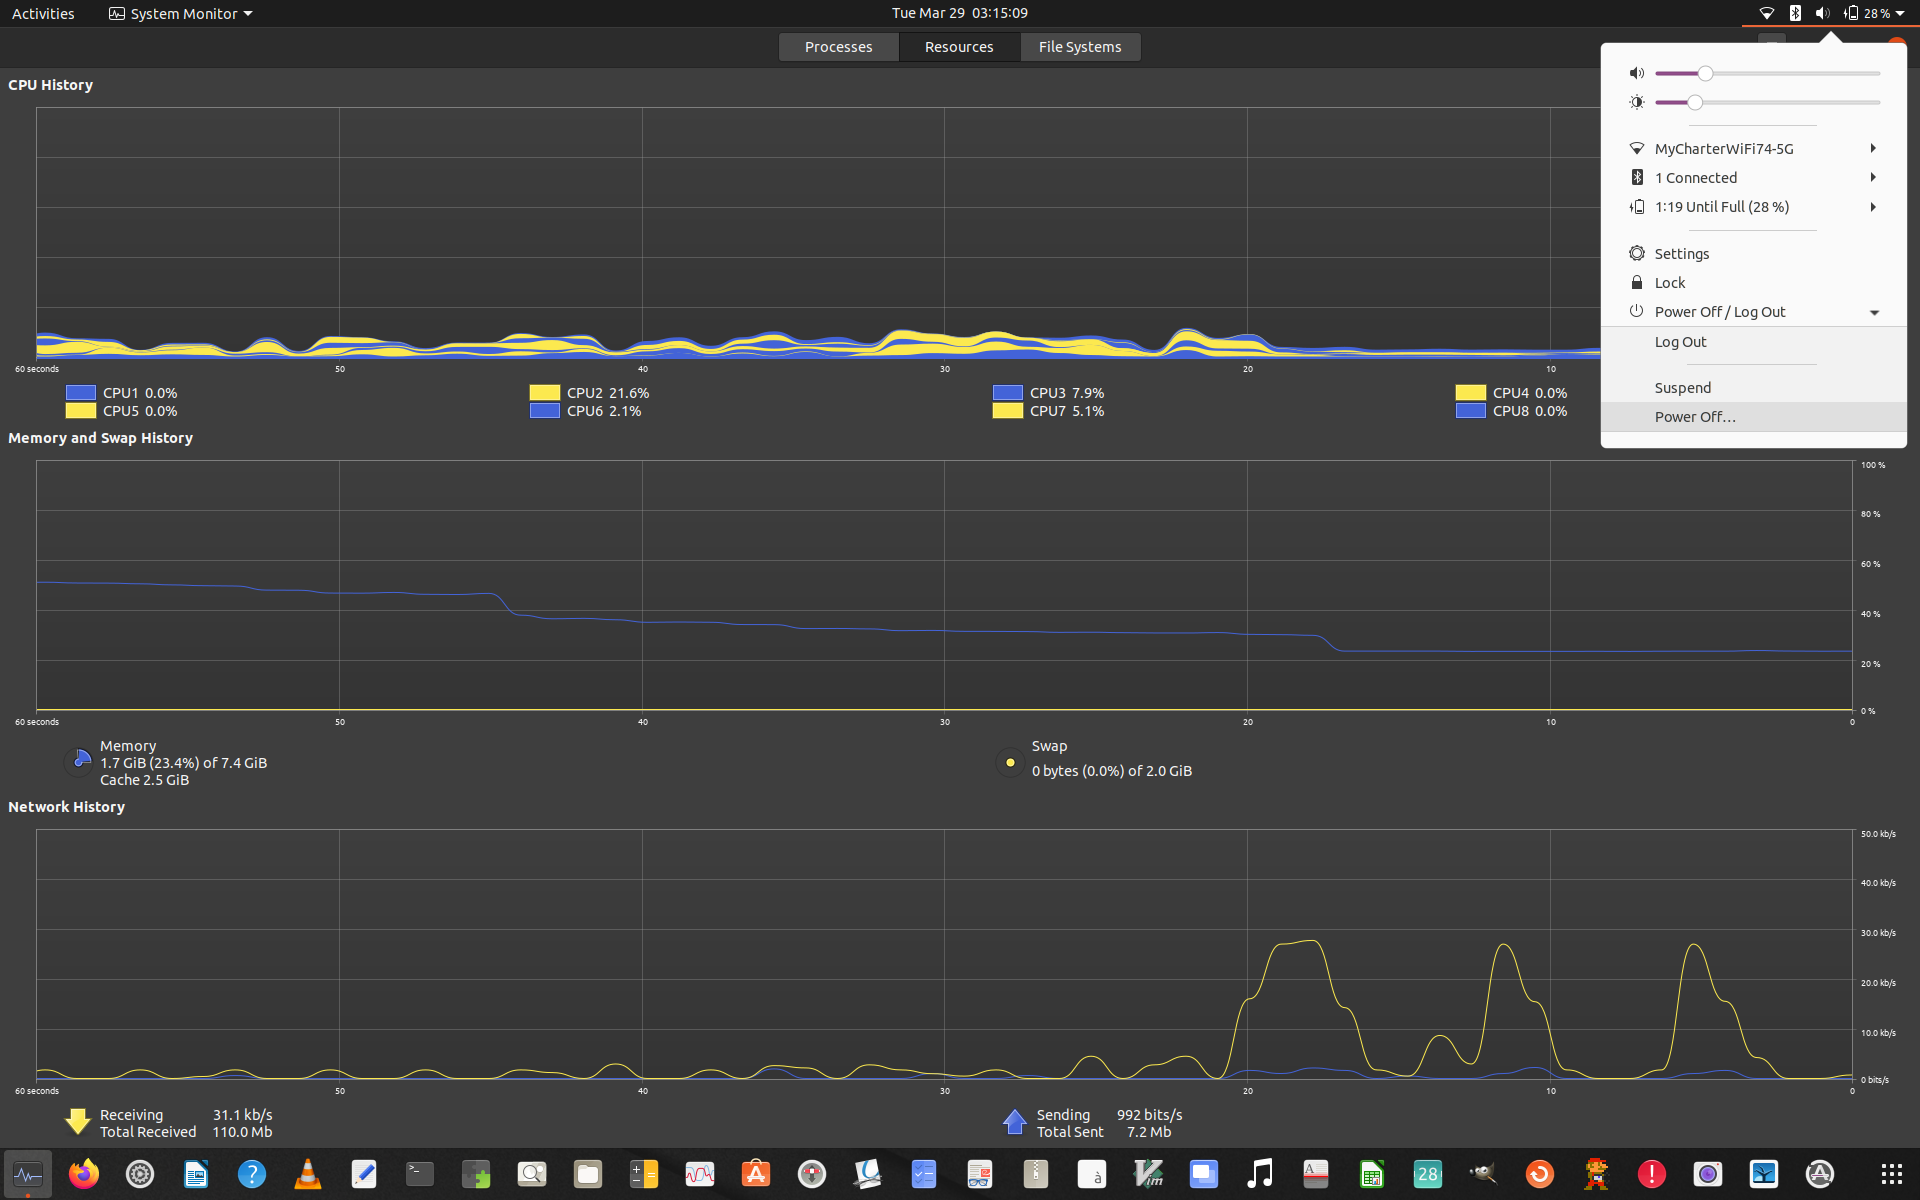 Activities
System Monitor
Tue Mar 29 03:15:09
28 %
Processes
Resources
File Systems
CPU History
60 seconds 50 40 30 20 10
CPU1 0.0% CPU2 21.6% CPU3 7.9% CPU4 0.0%
CPU5 0.0% CPU6 2.1% CPU7 5.1% CPU8 0.0%
MyCharterWiFi74-5G
1 Connected
1:19 Until Full (28 %)
Settings
Lock
Power Off / Log Out
Log Out
Suspend
Power Off...
Memory and Swap History
100 %
80 %
60 %
40 %
20 %
0 %
60 seconds 50 40 30 20 10 0
Memory
1.7 GiB (23.4%) of 7.4 GiB
Cache 2.5 GiB
Swap
0 bytes (0.0%) of 2.0 GiB
Network History
50.0 kb/s
40.0 kb/s
30.0 kb/s
20.0 kb/s
10.0 kb/s
0 bits/s
60 seconds 50 40 30 20 10 0
Receiving 31.1 kb/s
Total Received 110.0 Mb
Sending 992 bits/s
Total Sent 7.2 Mb
>_
?
A
à
Vim
A
28
!